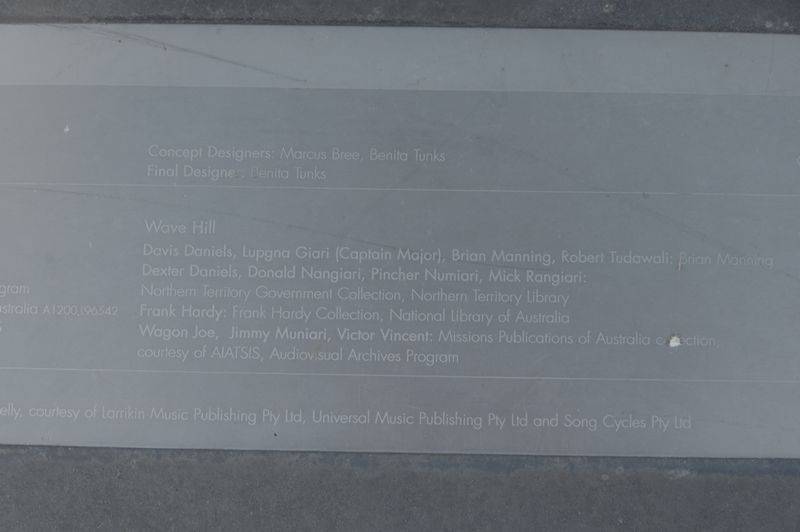 Concept Designers: Marcus Bree, Benita Tunks
Final Designe : Benita Tunks
Wave Hill
Davis Daniels, Lupgna Giari (Captain Major), Brian Manning, Robert Tudawali: Brian Manning
Dexter Daniels, Donald Nangiari, Pincher Numiari, Mick Rangiari:
gram
Northern Territory Government Collection, Northern Territory Library
stralia A1200,L96542
Frank Hardy: Frank Hardy Collection, National Library of Australia
Wagon Joe, Jimmy Muniari, Victor Vincent: Missions Publications of Australia c ection,
courtesy of AIATSIS, Audiovisual Archives Program
elly, courtesy of Larrikin Music Publishing Pty Ltd, Universal Music Publishing Pty Ltd and Song Cycles Pty Ltd